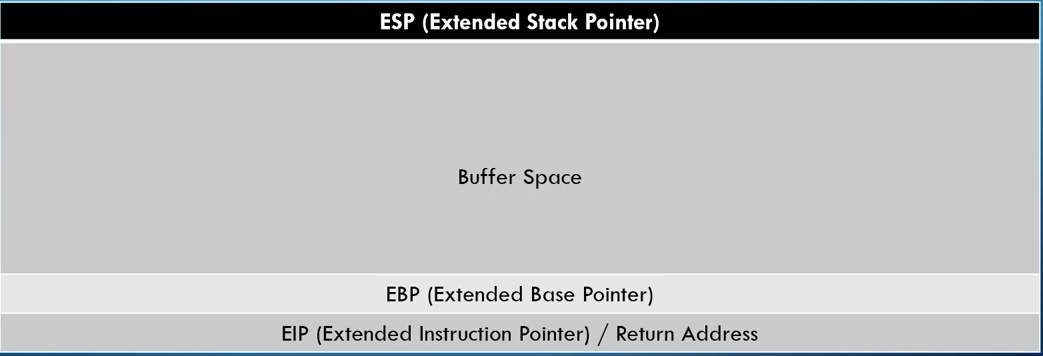 ESP (Extended Stack Pointer)
Buffer Space
EBP (Extended Base Pointer)
EIP (Extended Instruction Pointer) / Return Address